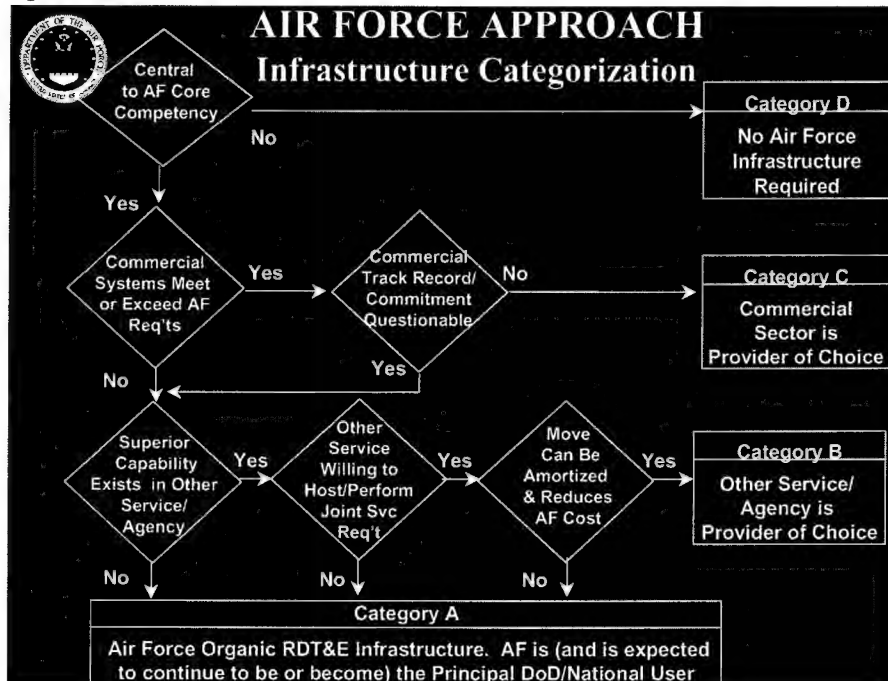 AIR FORCE APPROACH
Infrastructure Categorization
DEPARTMENT OF THE AIR FORCE
Central
to AF Core
Competency
No
Category D
No Air Force
Infrastructure
Required
Yes
Commercial
Systems Meet
or Exceed AF
Req'ts
Yes
Commercial
Track Record/
Commitment
Questionable
No
Category C
Commercial
Sector is
Provider of Choice
No
Yes
Superior
Capability
Exists in Other
Service/
Agency
Yes
Other
Service
Willing to
Host/Perform
Joint Svc
Req't
Yes
Move
Can Be
Amortized
& Reduces
AF Cost
Yes
Category B
Other Service/
Agency is
Provider of Choice
No
No
No
Category A
Air Force Organic RDT&E Infrastructure. AF is (and is expected
to continue to be or become) the Principal DoD/National User